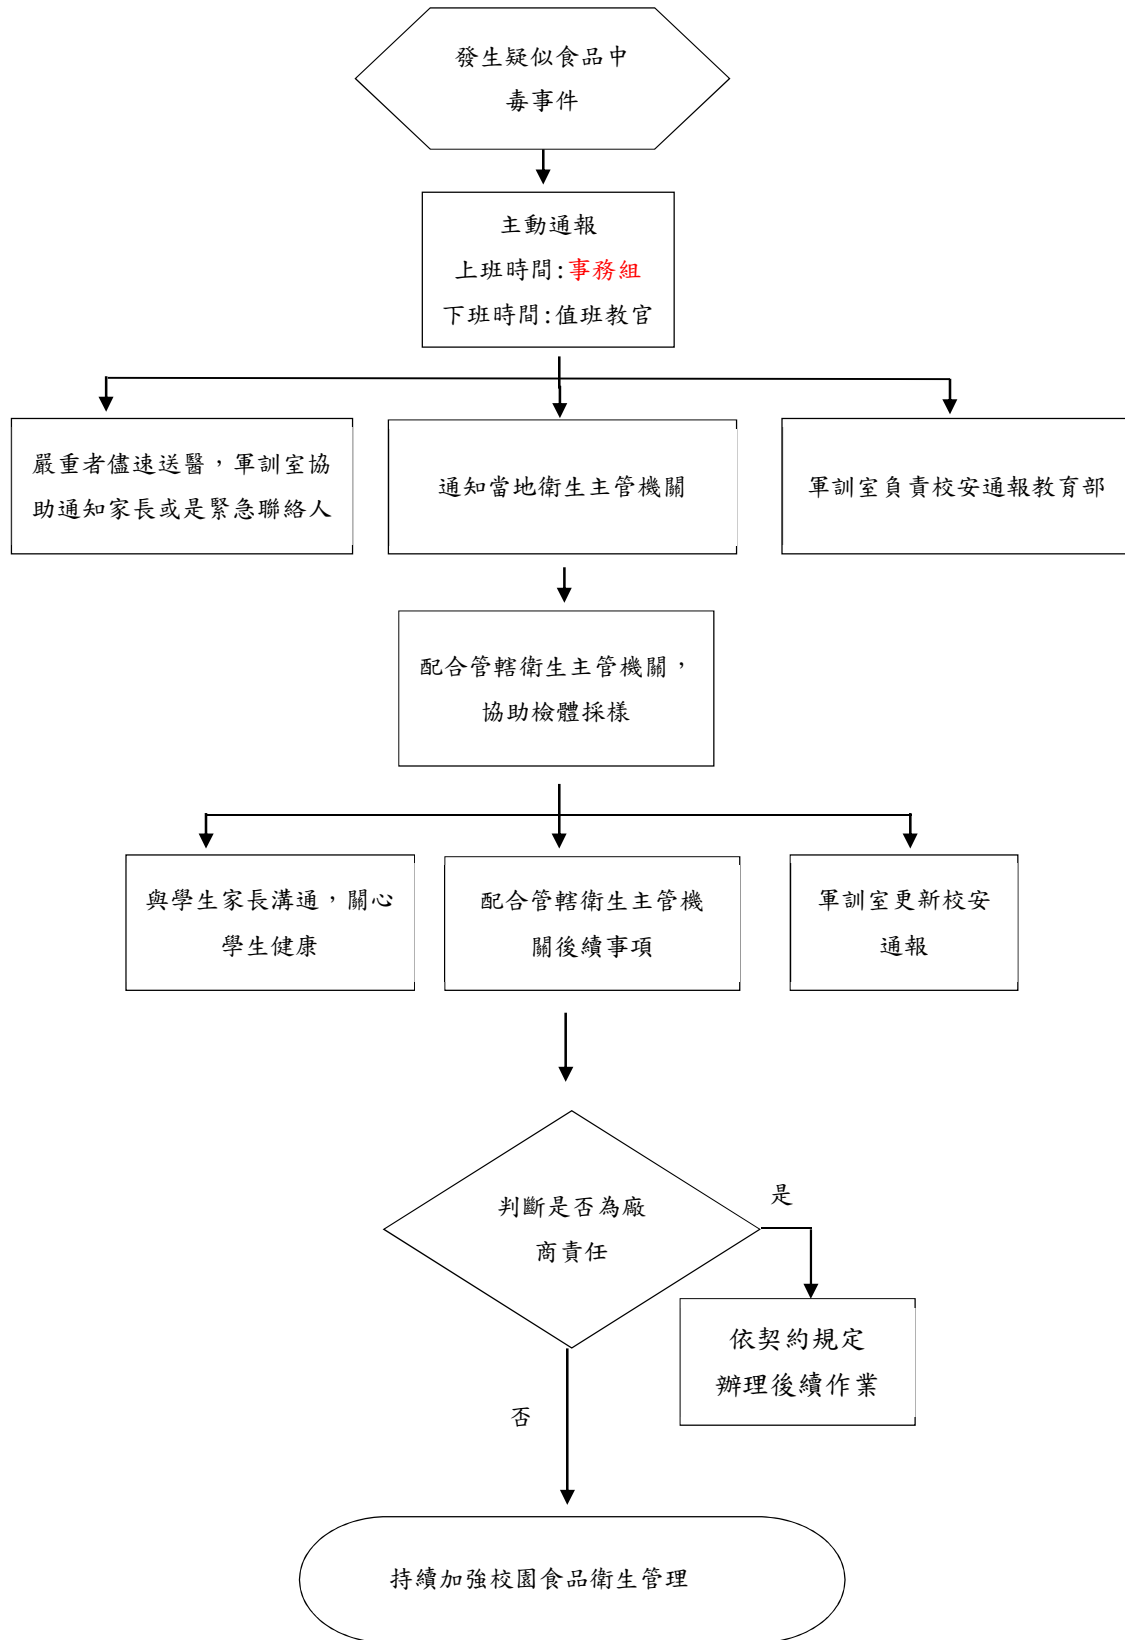 發生疑似食品中
毒事件
主動通報
上班時間:事務組
下班時間:值班教官
嚴重者儘速送醫，軍訓室協
助通知家長或是緊急聯絡人
通知當地衛生主管機關
軍訓室負責校安通報教育部
配合管轄衛生主管機關，
協助檢體採樣
與學生家長溝通，關心
學生健康
配合管轄衛生主管機
關後續事項
軍訓室更新校安
通報
判斷是否為廠
商責任
是
依契約規定
辦理後續作業
否
持續加強校園食品衛生管理